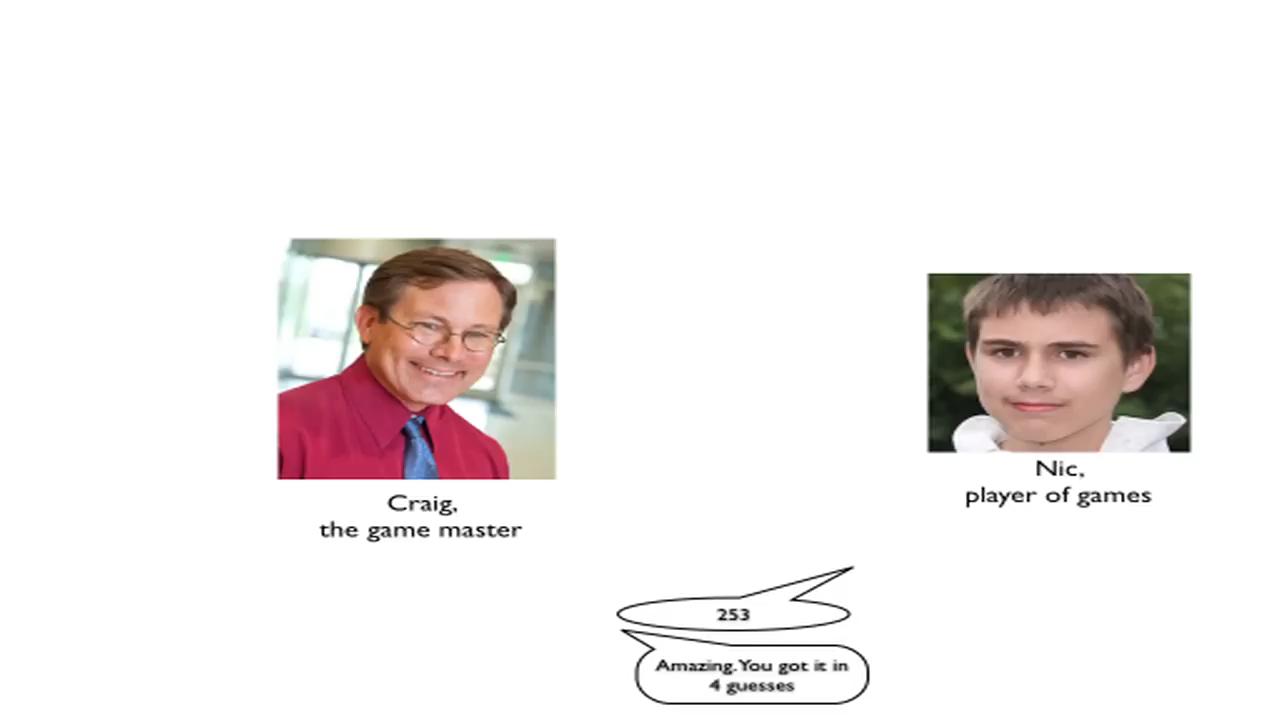 Craig,
the game master
Nic,
player of games
253
Amazing. You got it in
4 guesses